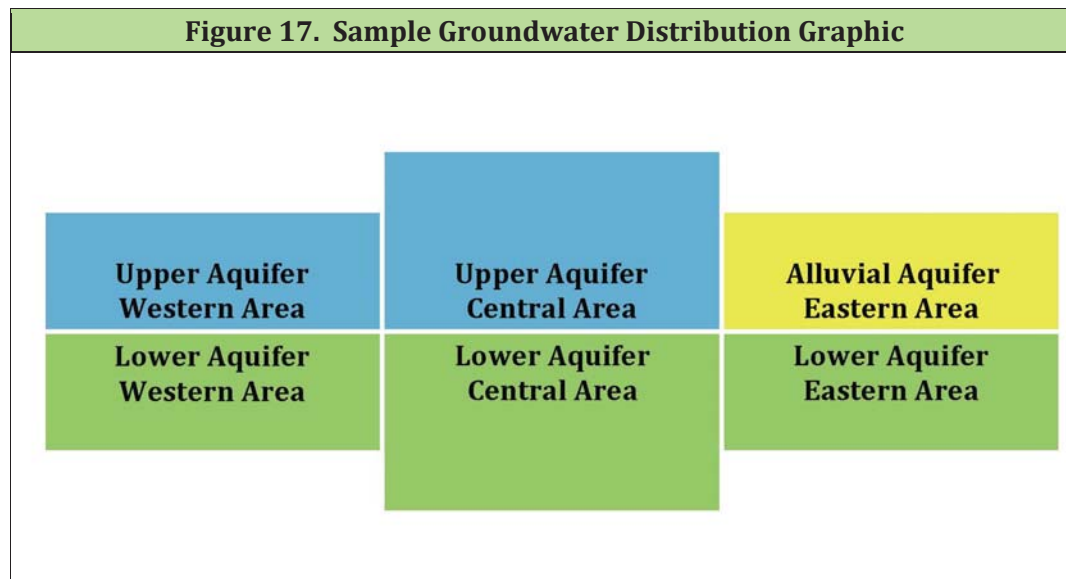 Figure 17. Sample Groundwater Distribution Graphic
Upper Aquifer
Western Area
Upper Aquifer
Central Area
Alluvial Aquifer
Eastern Area
Lower Aquifer
Western Area
Lower Aquifer
Central Area
Lower Aquifer
Eastern Area